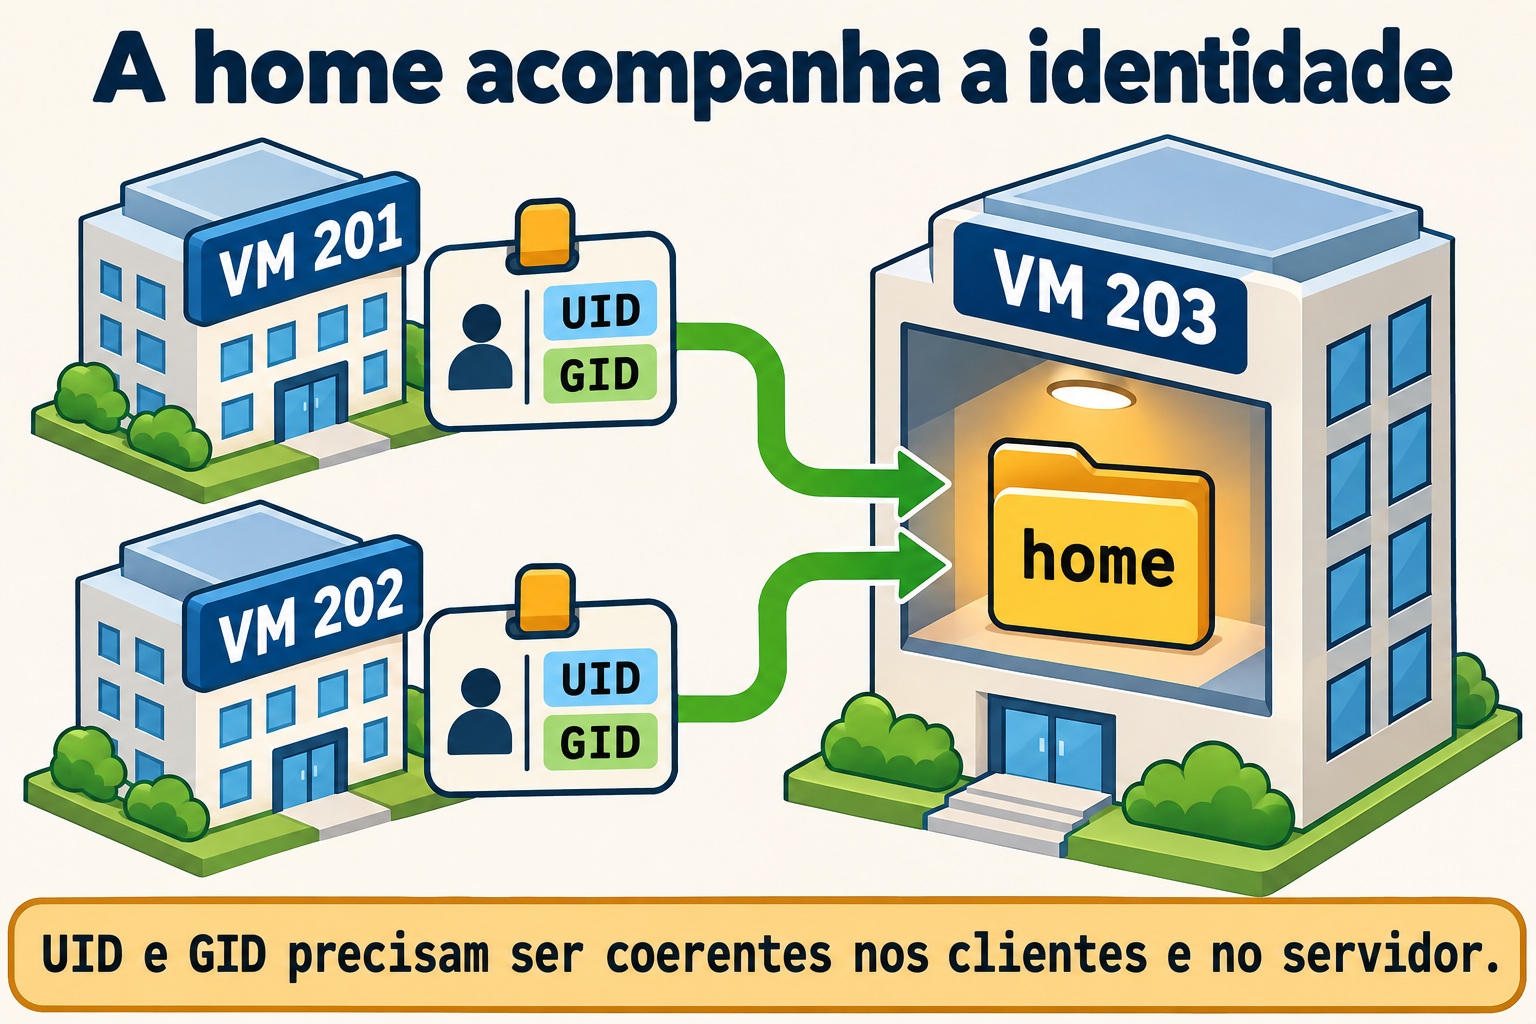 A home acompanha a identidade
VM 201
UID
GID
VM 202
UID
GID
VM 203
home
UID e GID precisam ser coerentes nos clientes e no servidor.